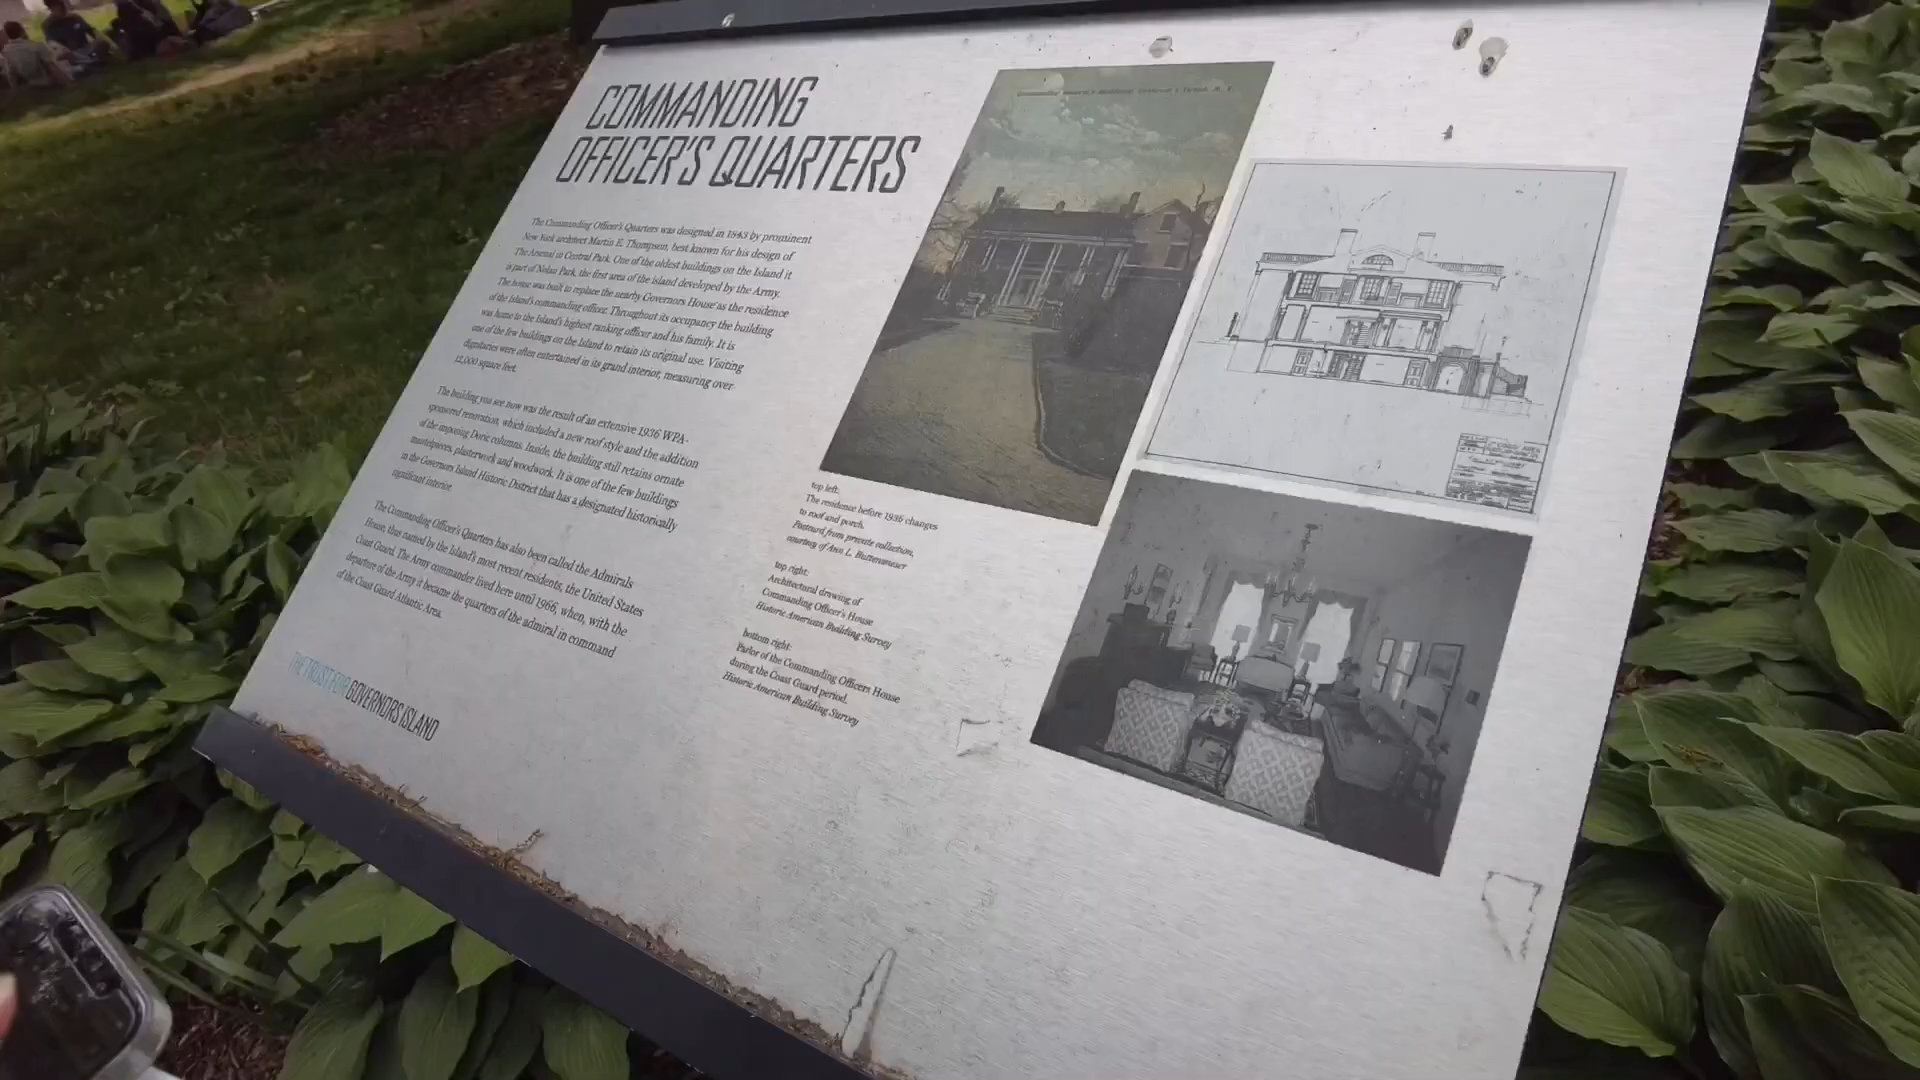 COMMANDING
OFFICER'S QUARTERS
The Commanding Officer's Quarters was designed in 1843 by prominent
New York architect Martin E. Thompson, best known for his design of
The Arsenal in Central Park. One of the oldest buildings on the Island it
is part of Nolan Park, the first area of the island developed by the Army.
The home was built to replace the nearby Governors House as the residence
of the Island's commanding officer. Throughout its occupancy the building
was home to the Island's highest ranking officer and his family. It is
one of the few buildings on the Island to retain its original use. Visiting
dignitaries were often entertained in its grand interior, measuring over
12,000 square feet.
The building you see now was the result of an extensive 1936 WPA-
sponsored renovation, which included a new roof style and the addition
of the imposing Doric columns. Inside, the building still retains ornate
mantelpieces, plasterwork and woodwork. It is one of the few buildings
in the Governors Island Historic District that has a designated historically
significant interior.
The Commanding Officer's Quarters has also been called the Admirals
House, thus named by the Island's most recent residents, the United States
Coast Guard. The Army commander lived here until 1966, when, with the
departure of the Army it became the quarters of the admiral in command
of the Coast Guard Atlantic Area.
THE TRUST FOR GOVERNORS ISLAND
top left:
The residence before 1936 changes
to roof and porch.
Postcard from private collection,
courtesy of Ann L. Buttenwieser
top right:
Architectural drawing of
Commanding Officer's House
Historic American Building Survey
bottom right:
Parlor of the Commanding Officers House
during the Coast Guard period.
Historic American Building Survey